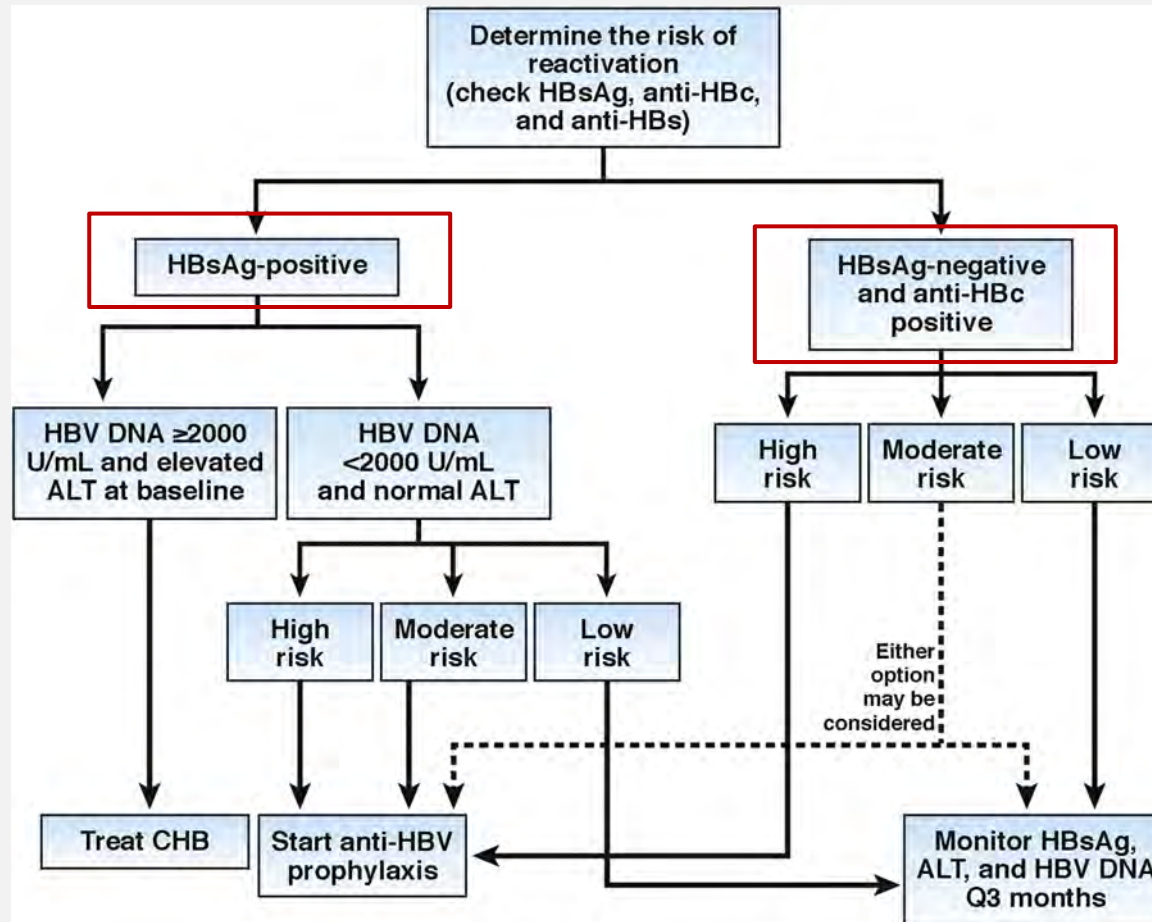 Determine the risk of
reactivation
(check HBsAg, anti-HBc,
and anti-HBs)
HBsAg-positive
HBsAg-negative
and anti-HBc
positive
HBV DNA ≥2000
U/mL and elevated
ALT at baseline
HBV DNA
<2000 U/mL
and normal ALT
High
risk
Moderate
risk
Low
risk
High
risk
Moderate
risk
Low
risk
Either
option
may be
considered
Treat CHB
Start anti-HBV
prophylaxis
Monitor HBsAg,
ALT, and HBV DNA
Q3 months